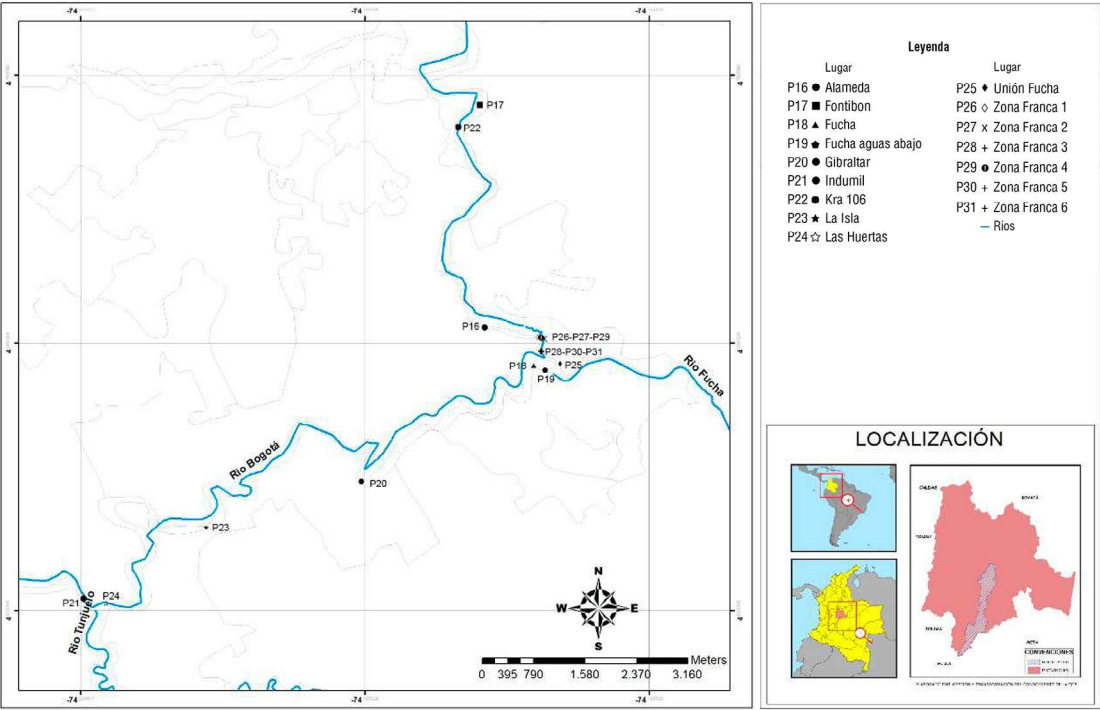 -74
-74
-74
4
P17
P22
P16
P26-P27-P29
P28-P30-P31
4
P18
P25
P19
Rio Fucha
Rio Bogotá
P20
P23
P24
P21
Rio Tunjuelo
4
N
W E
S
Meters
0 395 790 1.580 2.370 3.160
-74
-74
-74
Leyenda
Lugar
P16 Alameda
P17 Fontibon
P18 Fucha
P19 Fucha aguas abajo
P20 Gibraltar
P21 Indumil
P22 Kra 106
P23 La Isla
P24 Las Huertas
Lugar
P25 Unión Fucha
P26 Zona Franca 1
P27 Zona Franca 2
P28 Zona Franca 3
P29 Zona Franca 4
P30 Zona Franca 5
P31 Zona Franca 6
Rios
LOCALIZACIÓN
CALDAS
BOYACÁ
META
CONVENCIONES